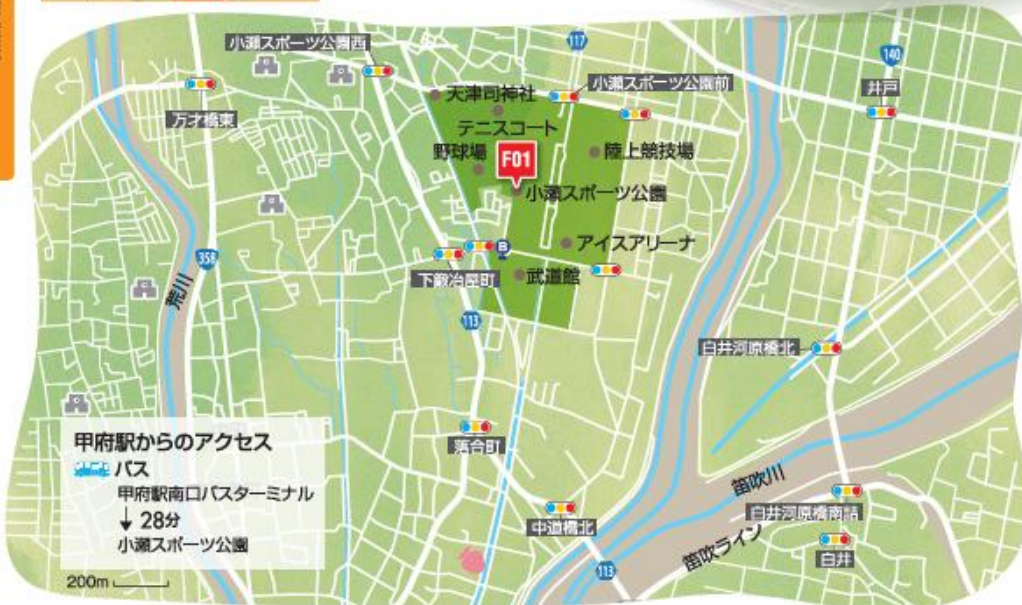 小瀬スポーツ公園西
117
140
天津司神社
小瀬スポーツ公園前
井戸
万才橋東
テニスコート
野球場
F01
陸上競技場
小瀬スポーツ公園
358
B
アイスアリーナ
下鍛冶屋町
武道館
荒川
113
白井河原橋北
甲府駅からのアクセス
バス
甲府駅南口バスターミナル
↓ 28分
小瀬スポーツ公園
200m
落合町
中道橋北
113
笛吹川
白井河原橋南詰
笛吹ライン
白井